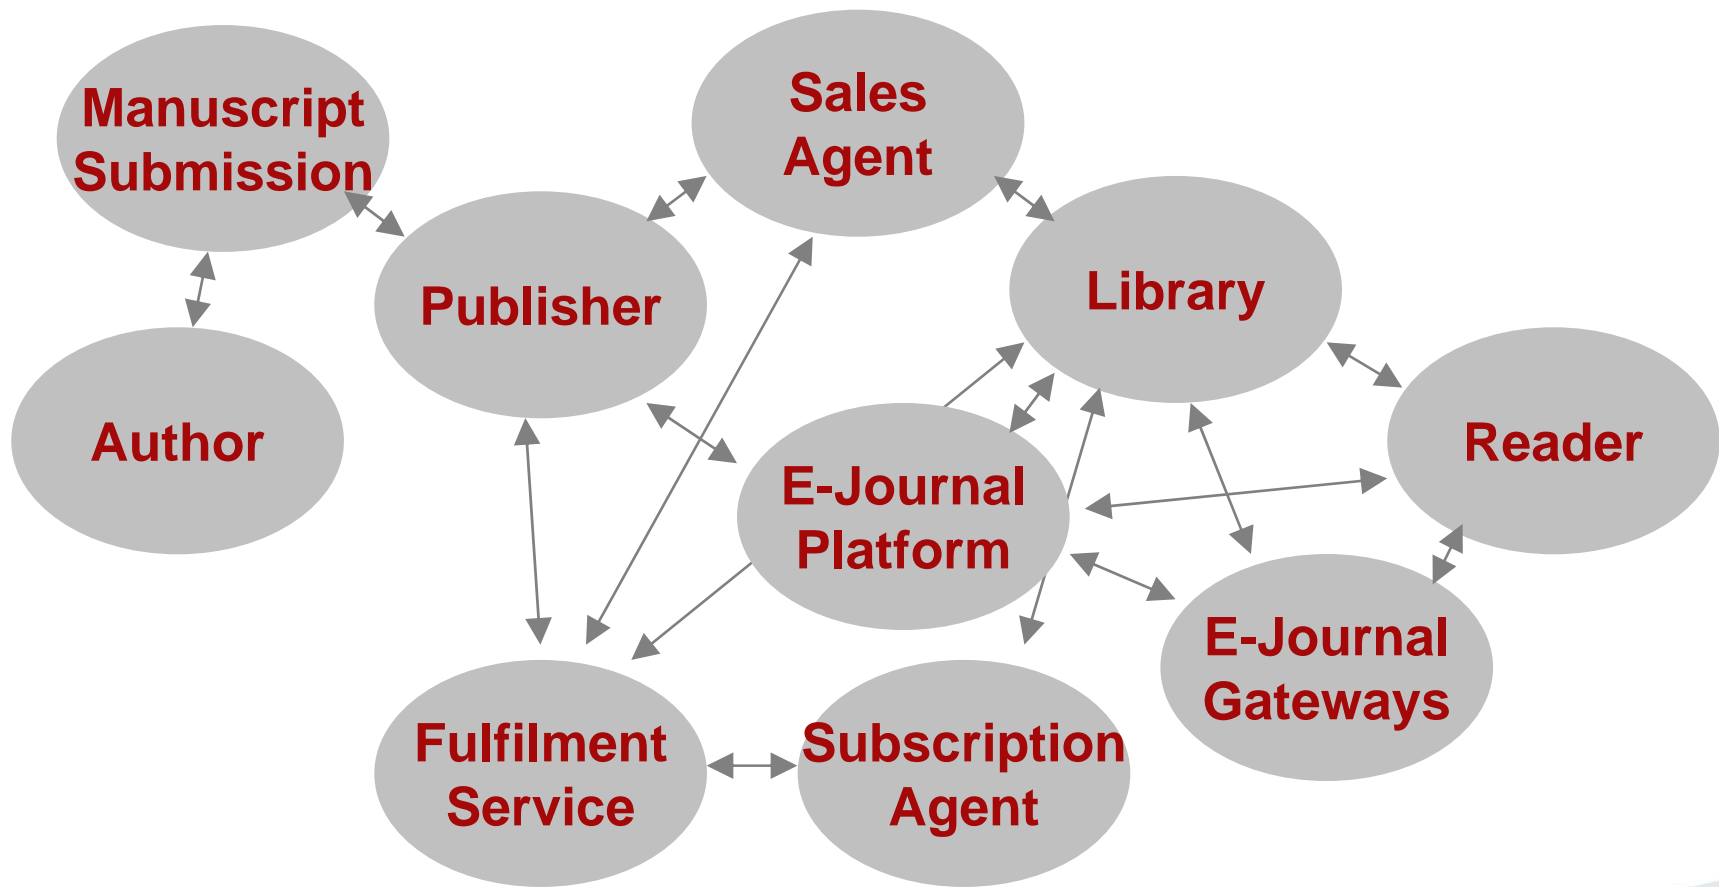 Manuscript
Submission
Sales
Agent
Publisher
Library
Author
E-Journal
Platform
Reader
E-Journal
Gateways
Fulfilment
Service
Subscription
Agent